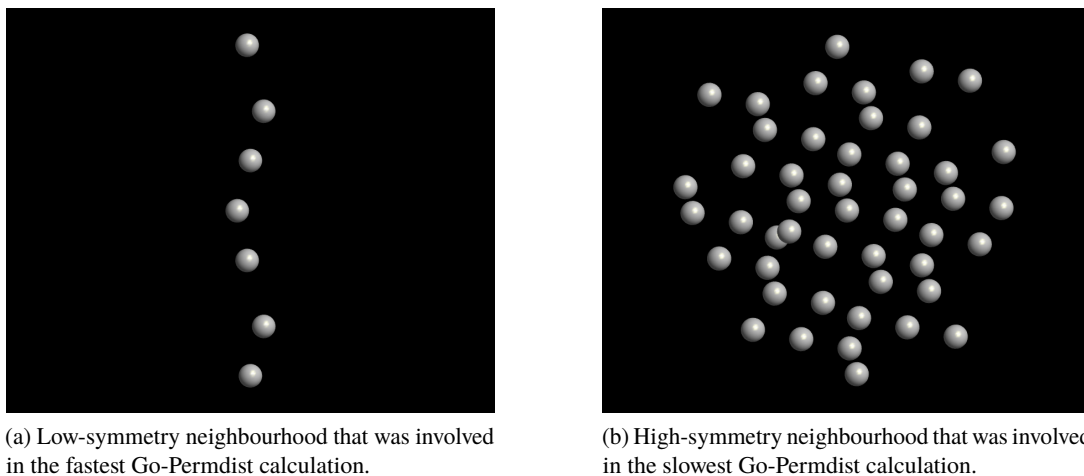 (a) Low-symmetry neighbourhood that was involved
in the fastest Go-Permdist calculation.
(b) High-symmetry neighbourhood that was involved
in the slowest Go-Permdist calculation.